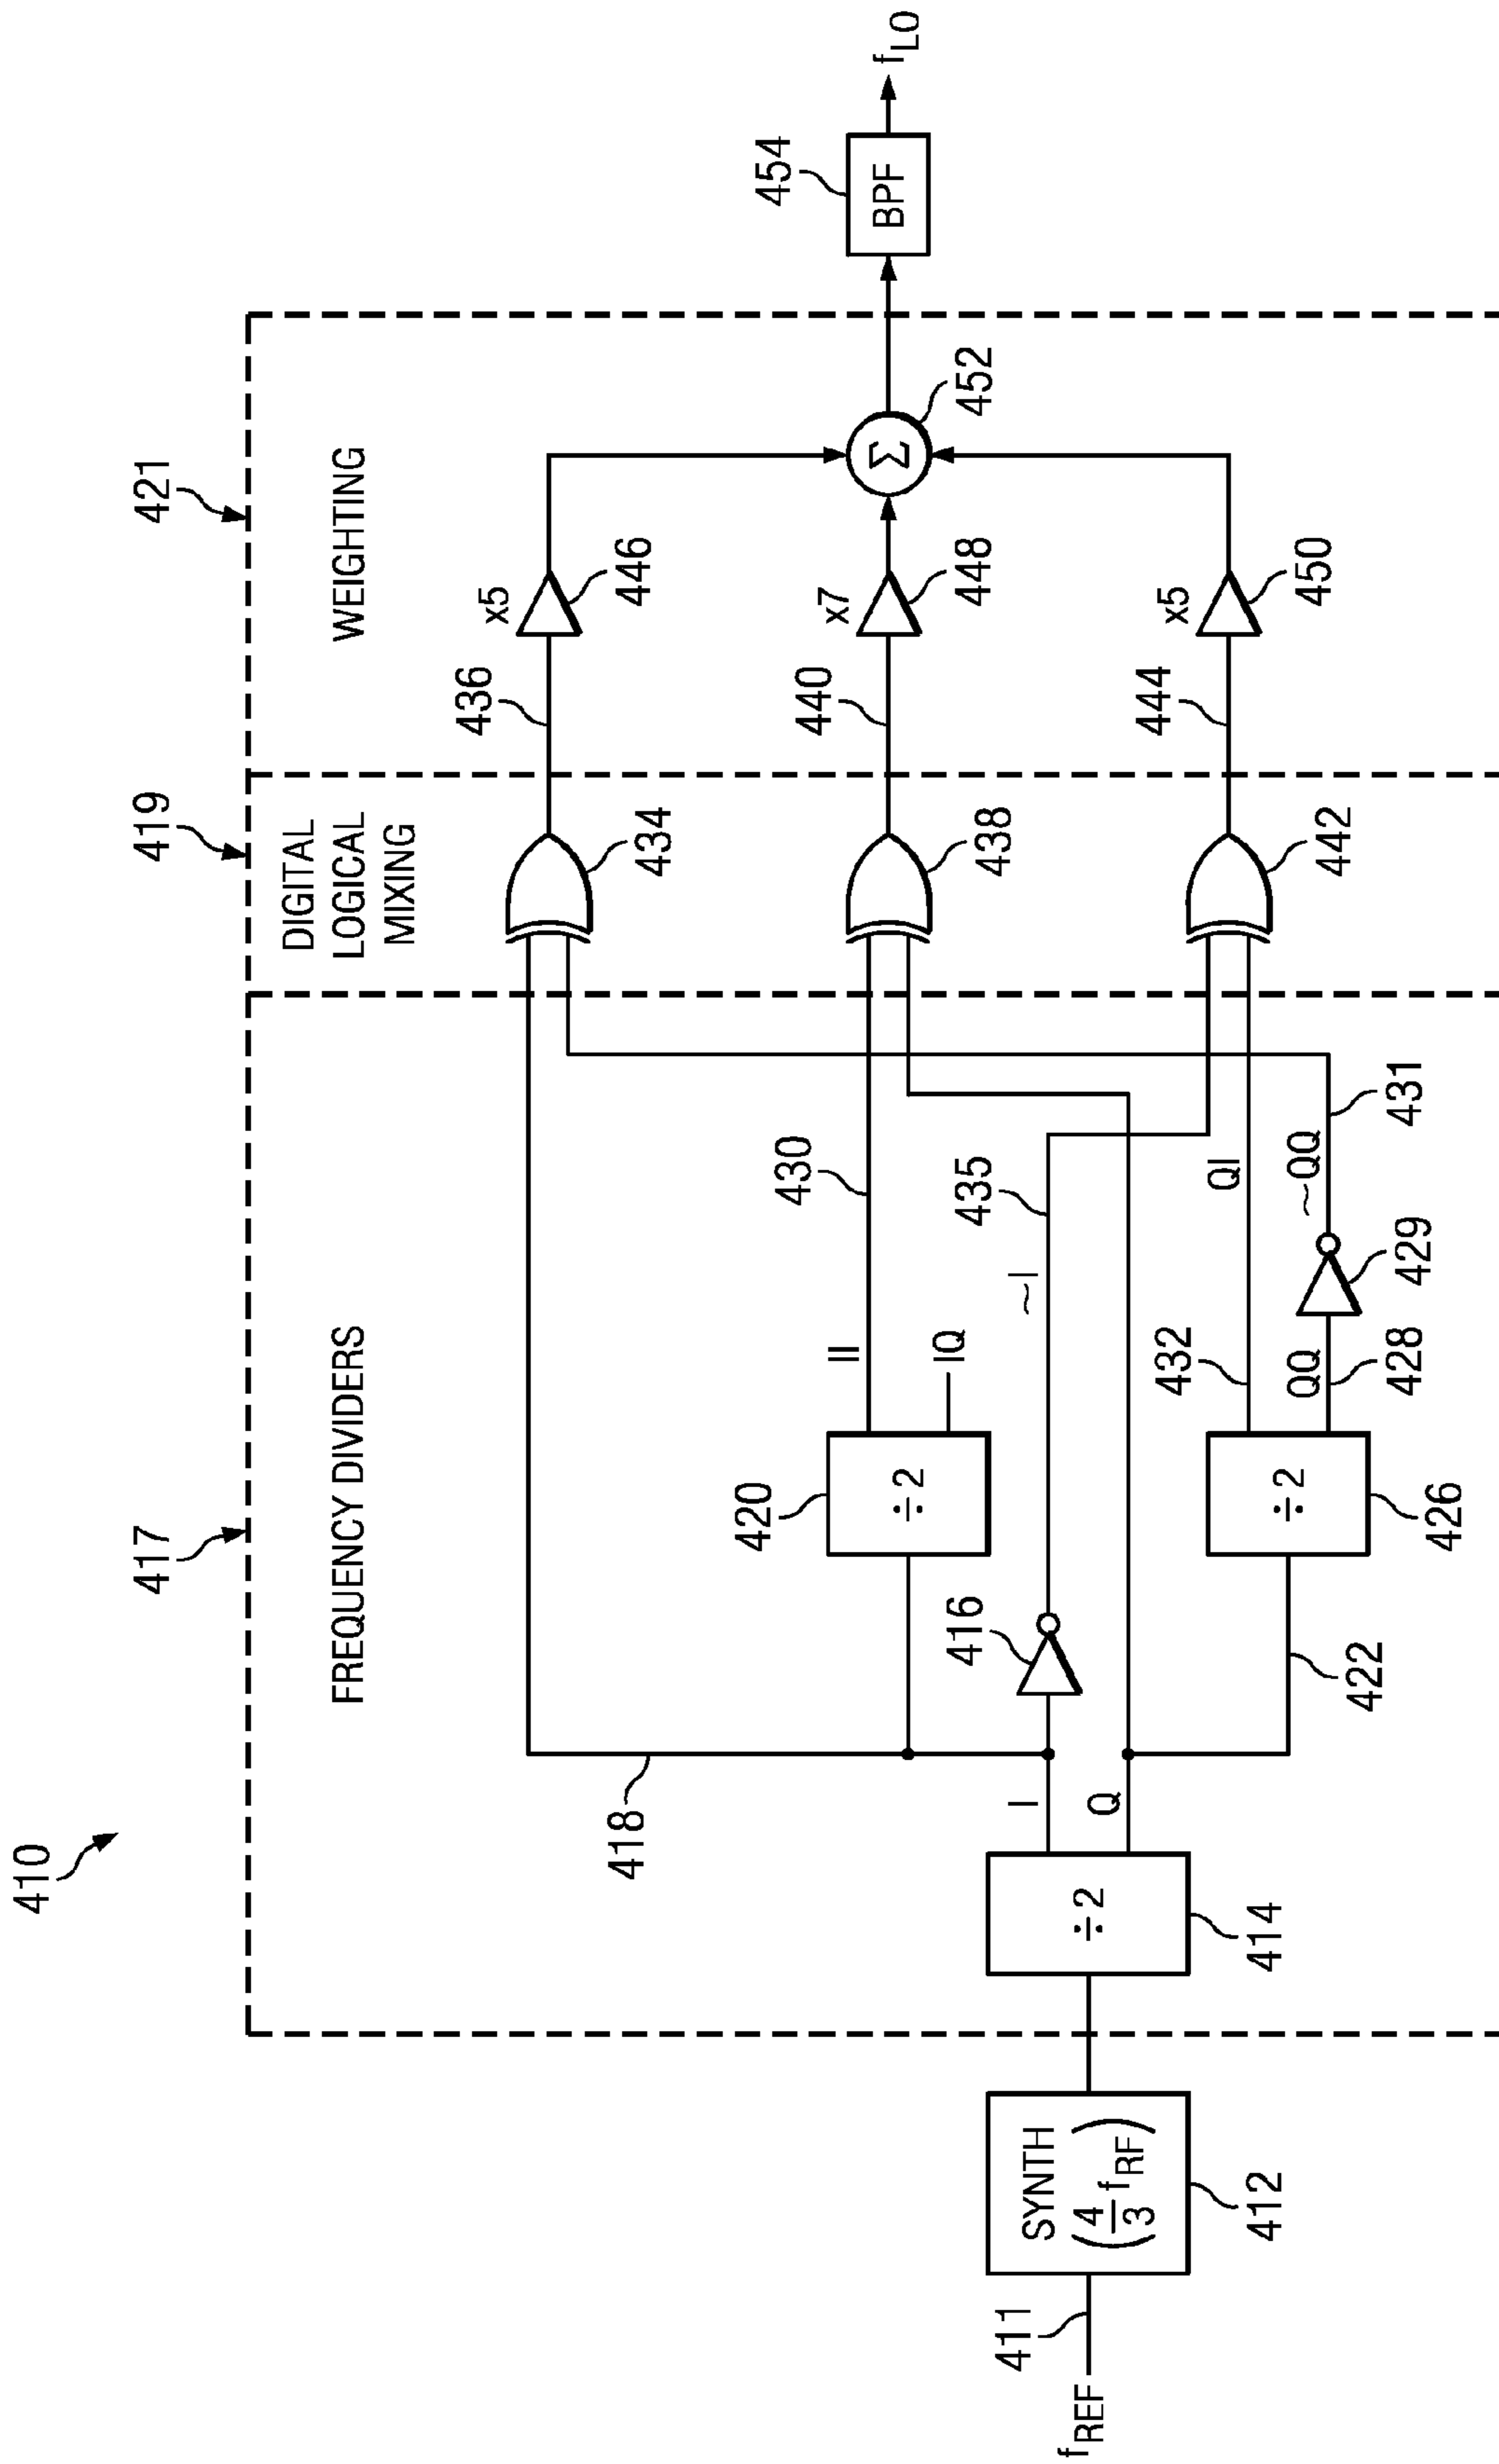 410
417
419
421
FREQUENCY DIVIDERS
DIGITAL
LOGICAL
MIXING
WEIGHTING
418
434
436
x5
446
420
÷2
II
IQ
430
438
440
x7
448
Σ
452
454
BPF
f_LO
f_REF
411
SYNTH
(4/3 f_RF)
412
÷2
414
I
Q
416
~I
435
422
÷2
426
432
QI
QQ
428
429
~QQ
431
442
444
x5
450